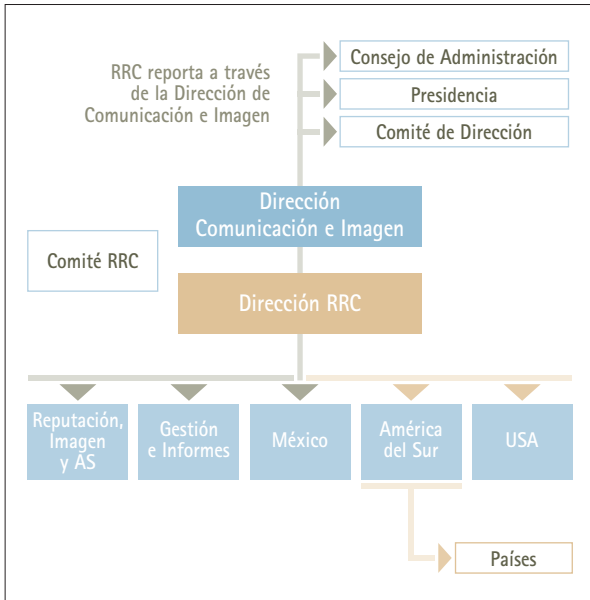 RRC reporta a través
de la Dirección de
Comunicación e Imagen
Consejo de Administración
Presidencia
Comité de Dirección
Dirección
Comunicación e Imagen
Comité RRC
Dirección RRC
Reputación,
Imagen
y AS
Gestión
e Informes
México
América
del Sur
USA
Países